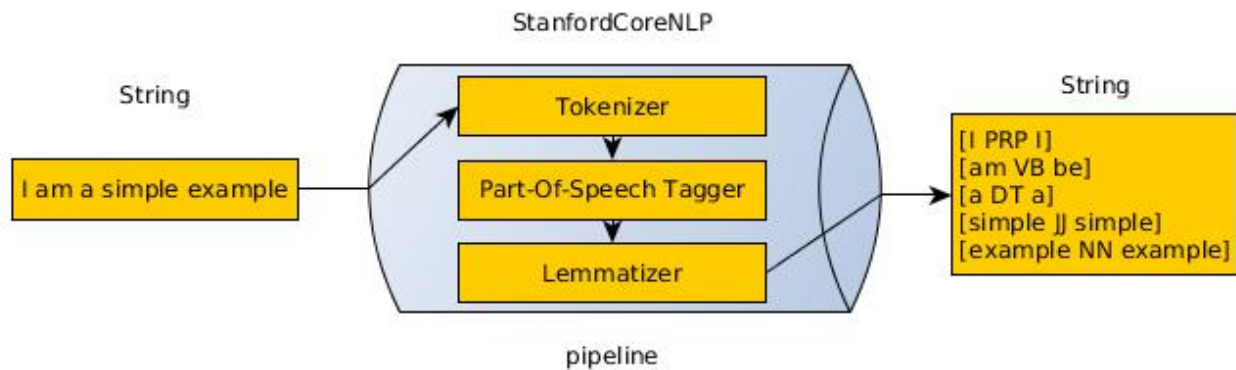 StanfordCoreNLP
String
I am a simple example
Tokenizer
Part-Of-Speech Tagger
Lemmatizer
pipeline
String
[I PRP I]
[am VB be]
[a DT a]
[simple JJ simple]
[example NN example]